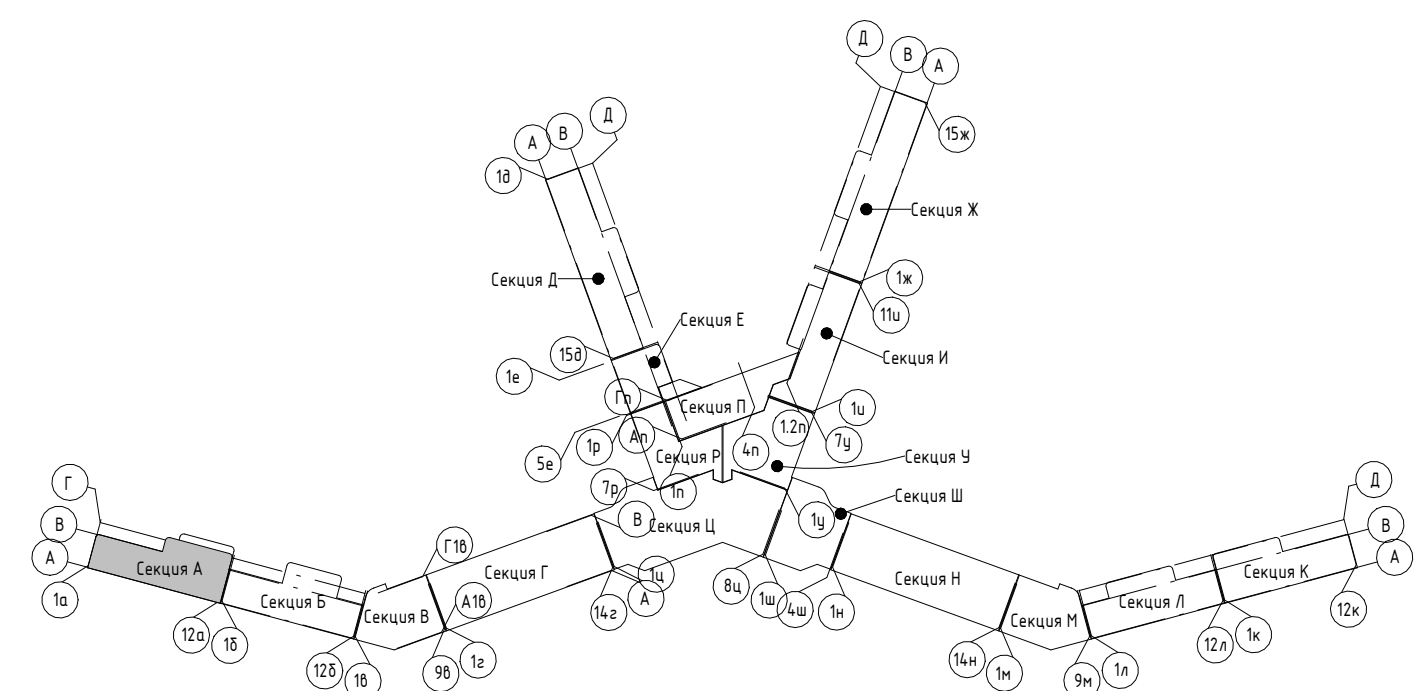 Д
В
А
15ж
Д
В
А
1д
Секция Ж
Секция Д
1ж
11и
Секция Е
15д
Секция И
1е
Гп
Секция П
1и
1.2п
7у
Ап
1р
4п
5е
Секция Р
Секция У
Г
7р
1п
Секция Ш
Д
В
В
Секция Ц
1у
В
А
А
Г1в
Секция А
Секция Г
1ц
Секция Н
Секция К
1а
Секция Б
А1в
А
8ц
1ш
4ш
1н
Секция Л
12к
14г
Секция В
Секция М
12а
1б
12л
1к
12б
1в
9в
1г
14н
1м
9м
1л